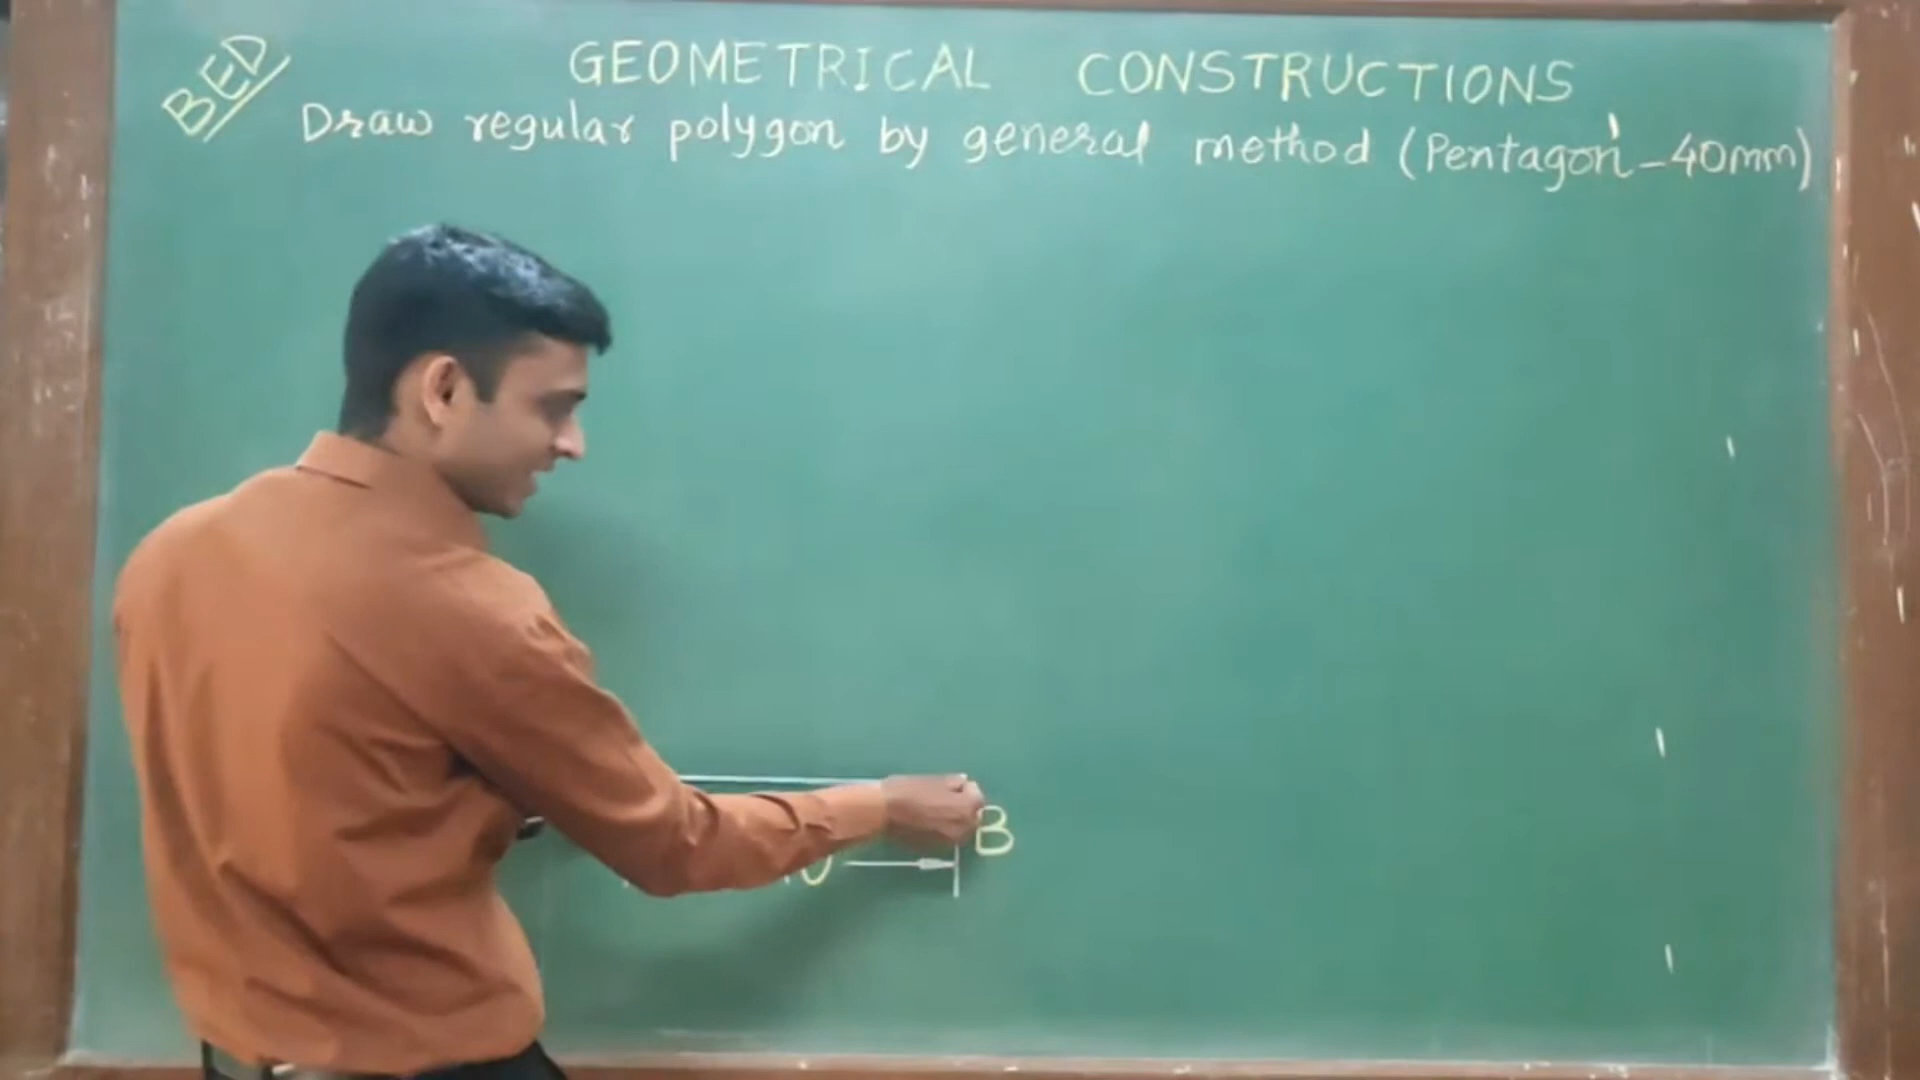 BED
GEOMETRICAL CONSTRUCTIONS
Draw regular polygon by general method (Pentagon-40mm)
B